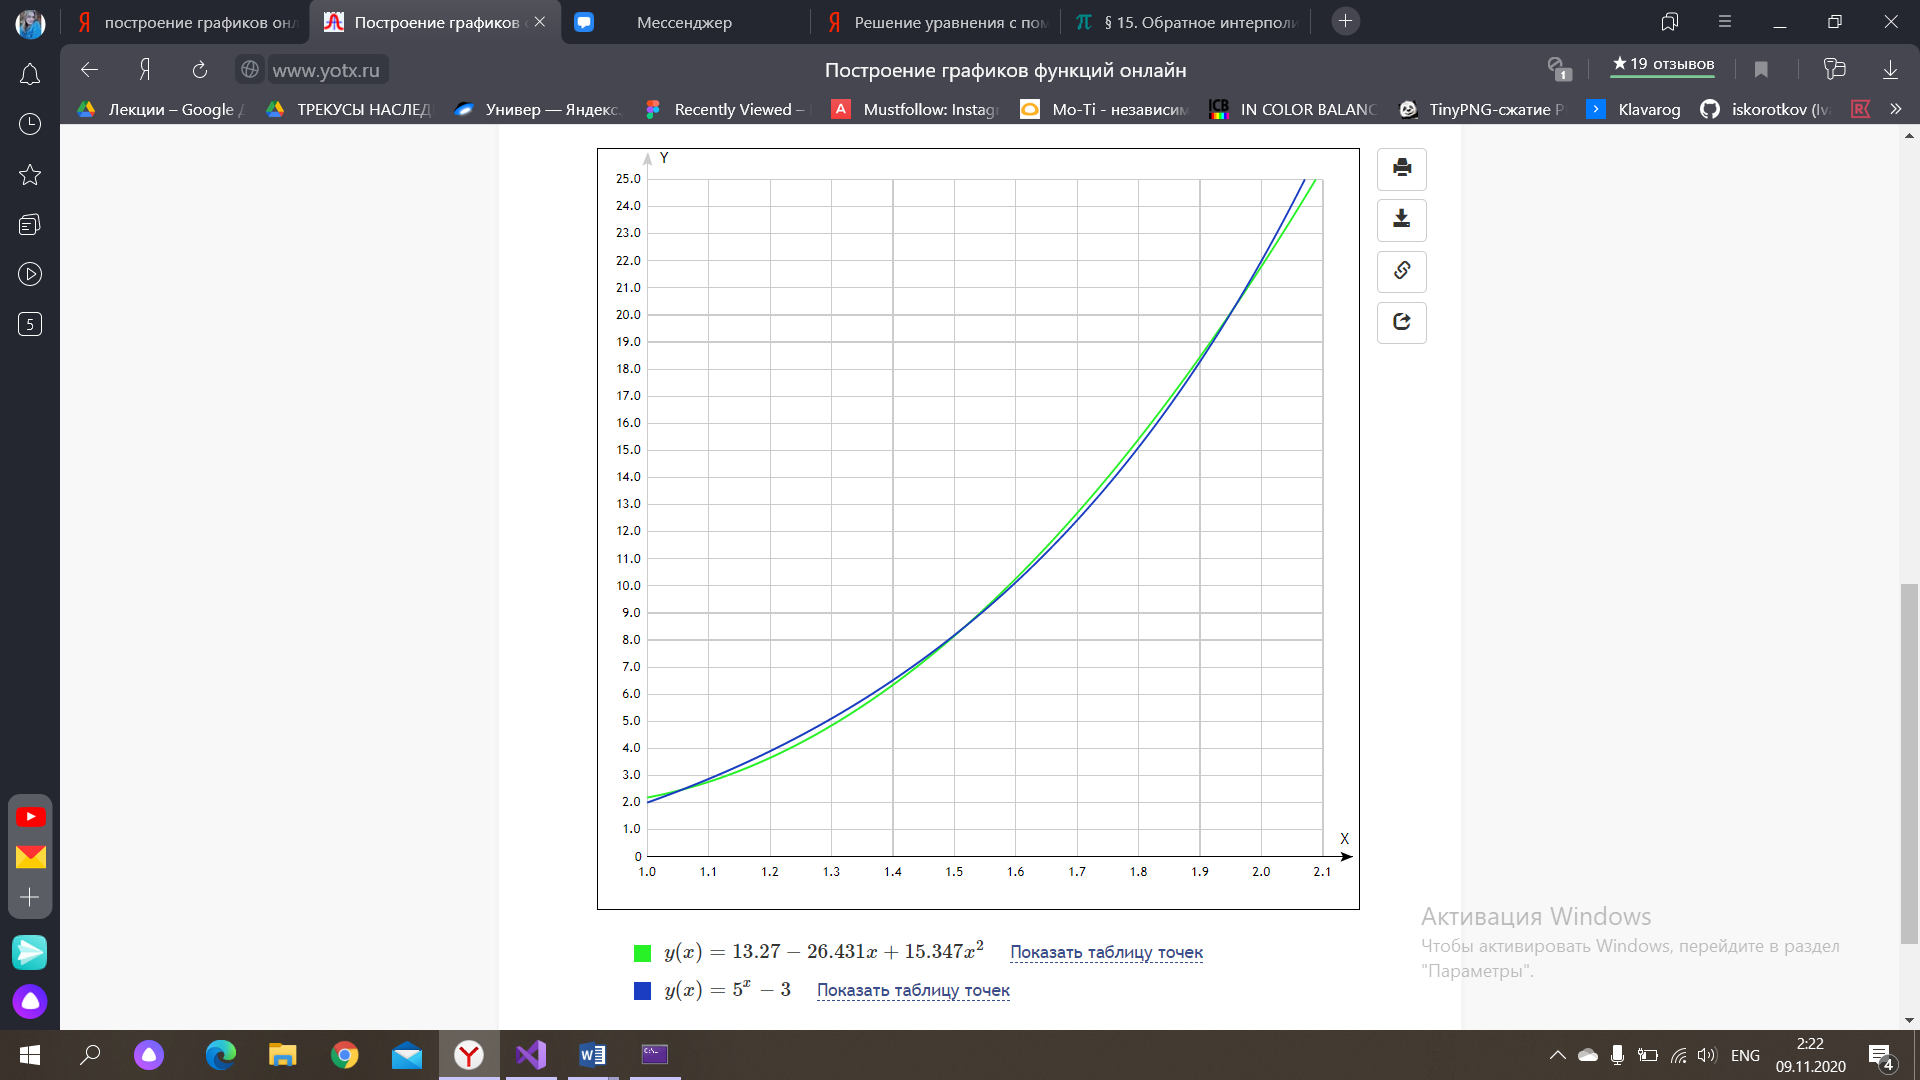 построение графиков онл
Построение графиков
Мессенджер
Решение уравнения с пом
§ 15. Обратное интерполи
www.yotx.ru
Построение графиков функций онлайн
1
★19 отзывов
Лекции – Google
ТРЕКУСЫ НАСЛЕД
Универ — Яндекс.
Recently Viewed –
Mustfollow: Instag
Mo-Ti - независим
IN COLOR BALANC
TinyPNG-сжатие P
Klavarog
iskorotkov (Iv
5
Y
25.0
24.0
23.0
22.0
21.0
20.0
19.0
18.0
17.0
16.0
15.0
14.0
13.0
12.0
11.0
10.0
9.0
8.0
7.0
6.0
5.0
4.0
3.0
2.0
1.0
0
X
1.0 1.1 1.2 1.3 1.4 1.5 1.6 1.7 1.8 1.9 2.0 2.1
y(x) = 13.27 − 26.431x + 15.347x² Показать таблицу точек
y(x) = 5ˣ − 3 Показать таблицу точек
Активация Windows
Чтобы активировать Windows, перейдите в раздел
"Параметры".
ENG
2:22
09.11.2020
4